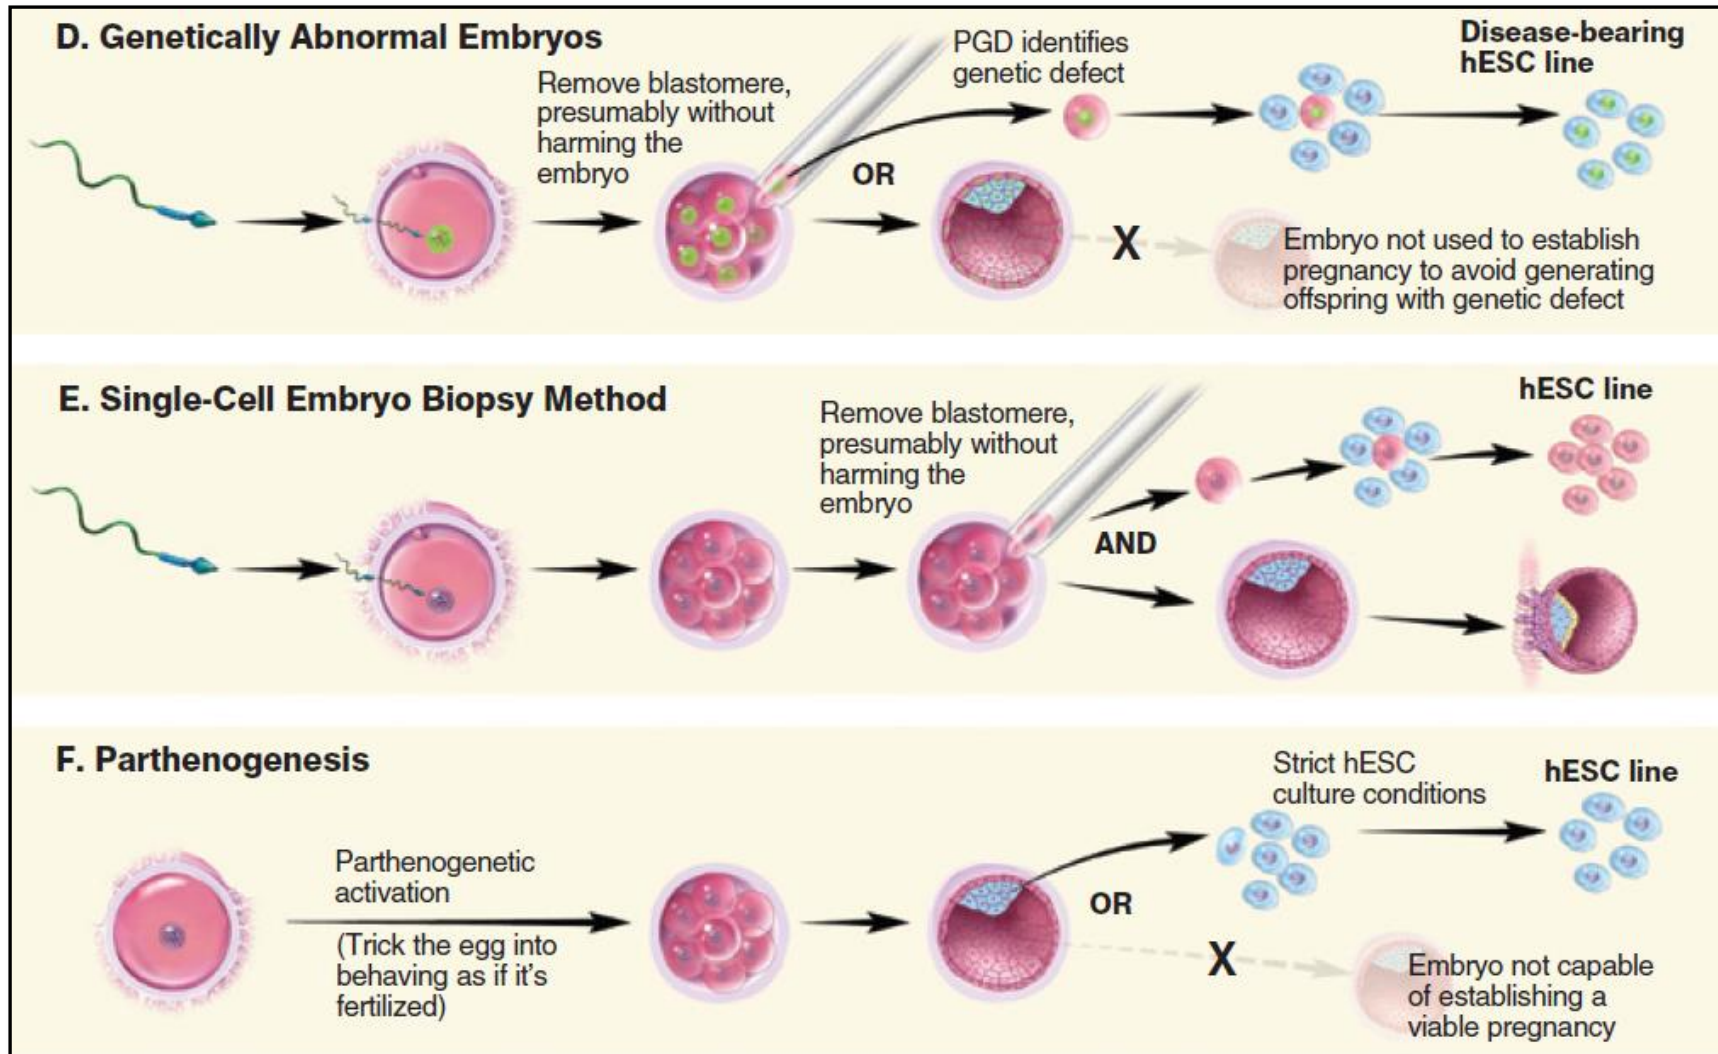 D. Genetically Abnormal Embryos
Remove blastomere,
presumably without
harming the
embryo
PGD identifies
genetic defect
Disease-bearing
hESC line
OR
X
Embryo not used to establish
pregnancy to avoid generating
offspring with genetic defect
E. Single-Cell Embryo Biopsy Method
Remove blastomere,
presumably without
harming the
embryo
hESC line
AND
F. Parthenogenesis
Parthenogenetic
activation
(Trick the egg into
behaving as if it's
fertilized)
Strict hESC
culture conditions
hESC line
OR
X
Embryo not capable
of establishing a
viable pregnancy